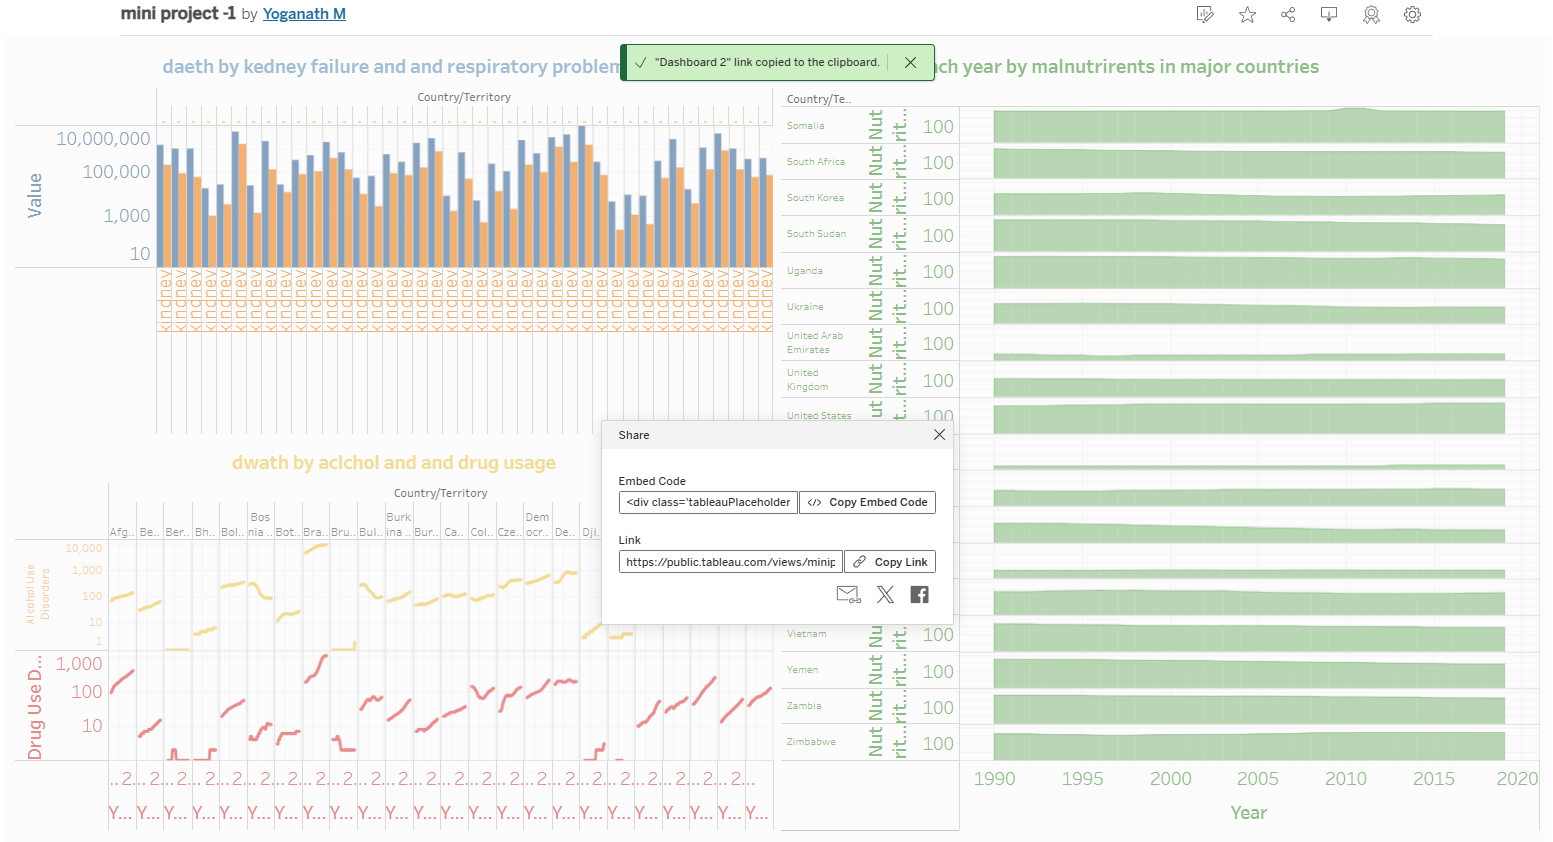 mini project -1 by Yoganath M
"Dashboard 2" link copied to the clipboard.
daeth by kedney failure and and respiratory problem
ch year by malnutrirents in major countries
Country/Territory
Value
10,000,000
100,000
1,000
10
Kidney Kidney Kidney Kidney Kidney Kidney Kidney Kidney Kidney Kidney Kidney Kidney Kidney Kidney Kidney Kidney Kidney Kidney Kidney Kidney Kidney Kidney Kidney Kidney Kidney Kidney Kidney Kidney Kidney Kidney Kidney Kidney Kidney Kidney Kidney Kidney Kidney Kidney Kidney Kidney Kidney
dwath by aclchol and and drug usage
Country/Territory
Afg.. Be.. Ber.. Bh.. Bol.. Bos nia .. Bot.. Bra.. Bru.. Bul.. Burk ina .. Bur.. Ca.. Col.. Cze.. Dem ocr.. De.. Dji.
Alcohol Use Disorders
10,000
1,000
100
10
1
Drug Use D...
1,000
100
10
.. 2... 2... 2... 2... 2... 2... 2... 2... 2... 2... 2... 2... 2... 2... 2... 2... 2... 2... 2... 2... 2... 2... 2...
Y... Y... Y... Y... Y... Y... Y... Y... Y... Y... Y... Y... Y... Y... Y... Y... Y... Y... Y... Y... Y... Y... Y... Y...
Country/Te..
Somalia Nut rit... 100
South Africa Nut rit... 100
South Korea Nut rit... 100
South Sudan Nut rit... 100
Uganda Nut rit... 100
Ukraine Nut rit... 100
United Arab Emirates Nut rit... 100
United Kingdom Nut rit... 100
United States ut rit... 100
Share
Embed Code
<div class='tableauPlaceholder
Copy Embed Code
Link
https://public.tableau.com/views/minip
Copy Link
Vietnam Nut rit... 100
Yemen Nut rit... 100
Zambia Nut rit... 100
Zimbabwe Nut rit... 100
1990 1995 2000 2005 2010 2015 2020
Year